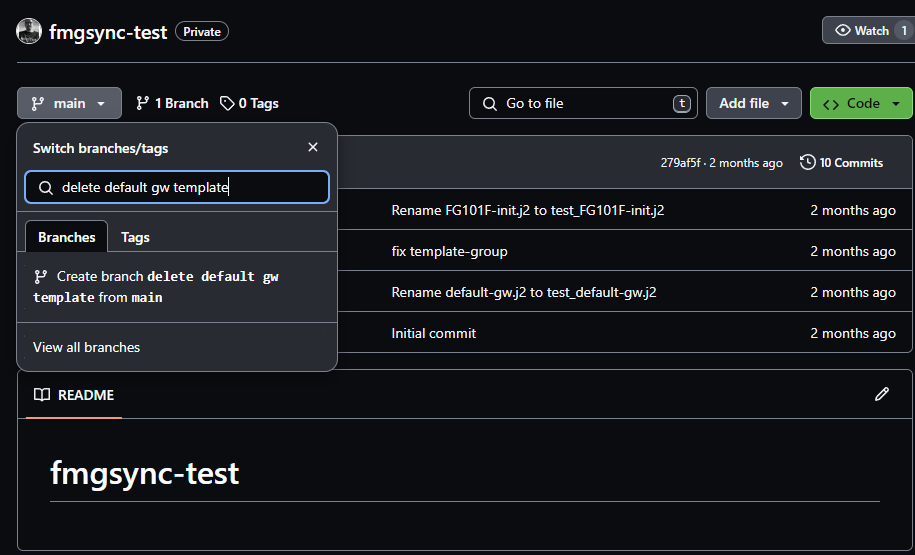 fmgsync-test Private Watch 1
main 1 Branch 0 Tags Go to file t Add file Code
Switch branches/tags
279af5f · 2 months ago 10 Commits
delete default gw template
Rename FG101F-init.j2 to test_FG101F-init.j2 2 months ago
Branches Tags
fix template-group 2 months ago
Create branch delete default gw
template from main
Rename default-gw.j2 to test_default-gw.j2 2 months ago
Initial commit 2 months ago
View all branches
README
fmgsync-test